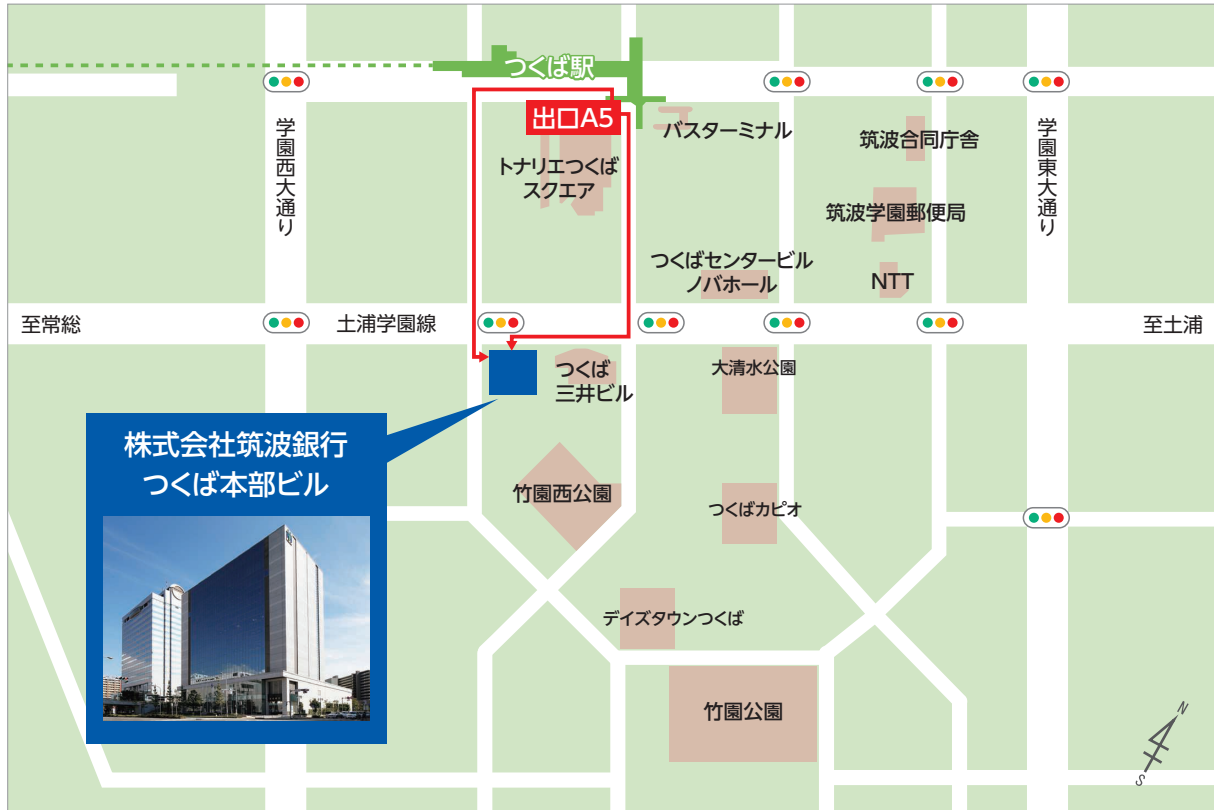 つくば駅
出口A5
バスターミナル
筑波合同庁舎
学園西大通り
学園東大通り
トナリエつくば
スクエア
筑波学園郵便局
つくばセンタービル
ノバホール
NTT
至常総
土浦学園線
至土浦
つくば
三井ビル
大清水公園
株式会社筑波銀行
つくば本部ビル
竹園西公園
つくばカピオ
デイズタウンつくば
竹園公園
N
S